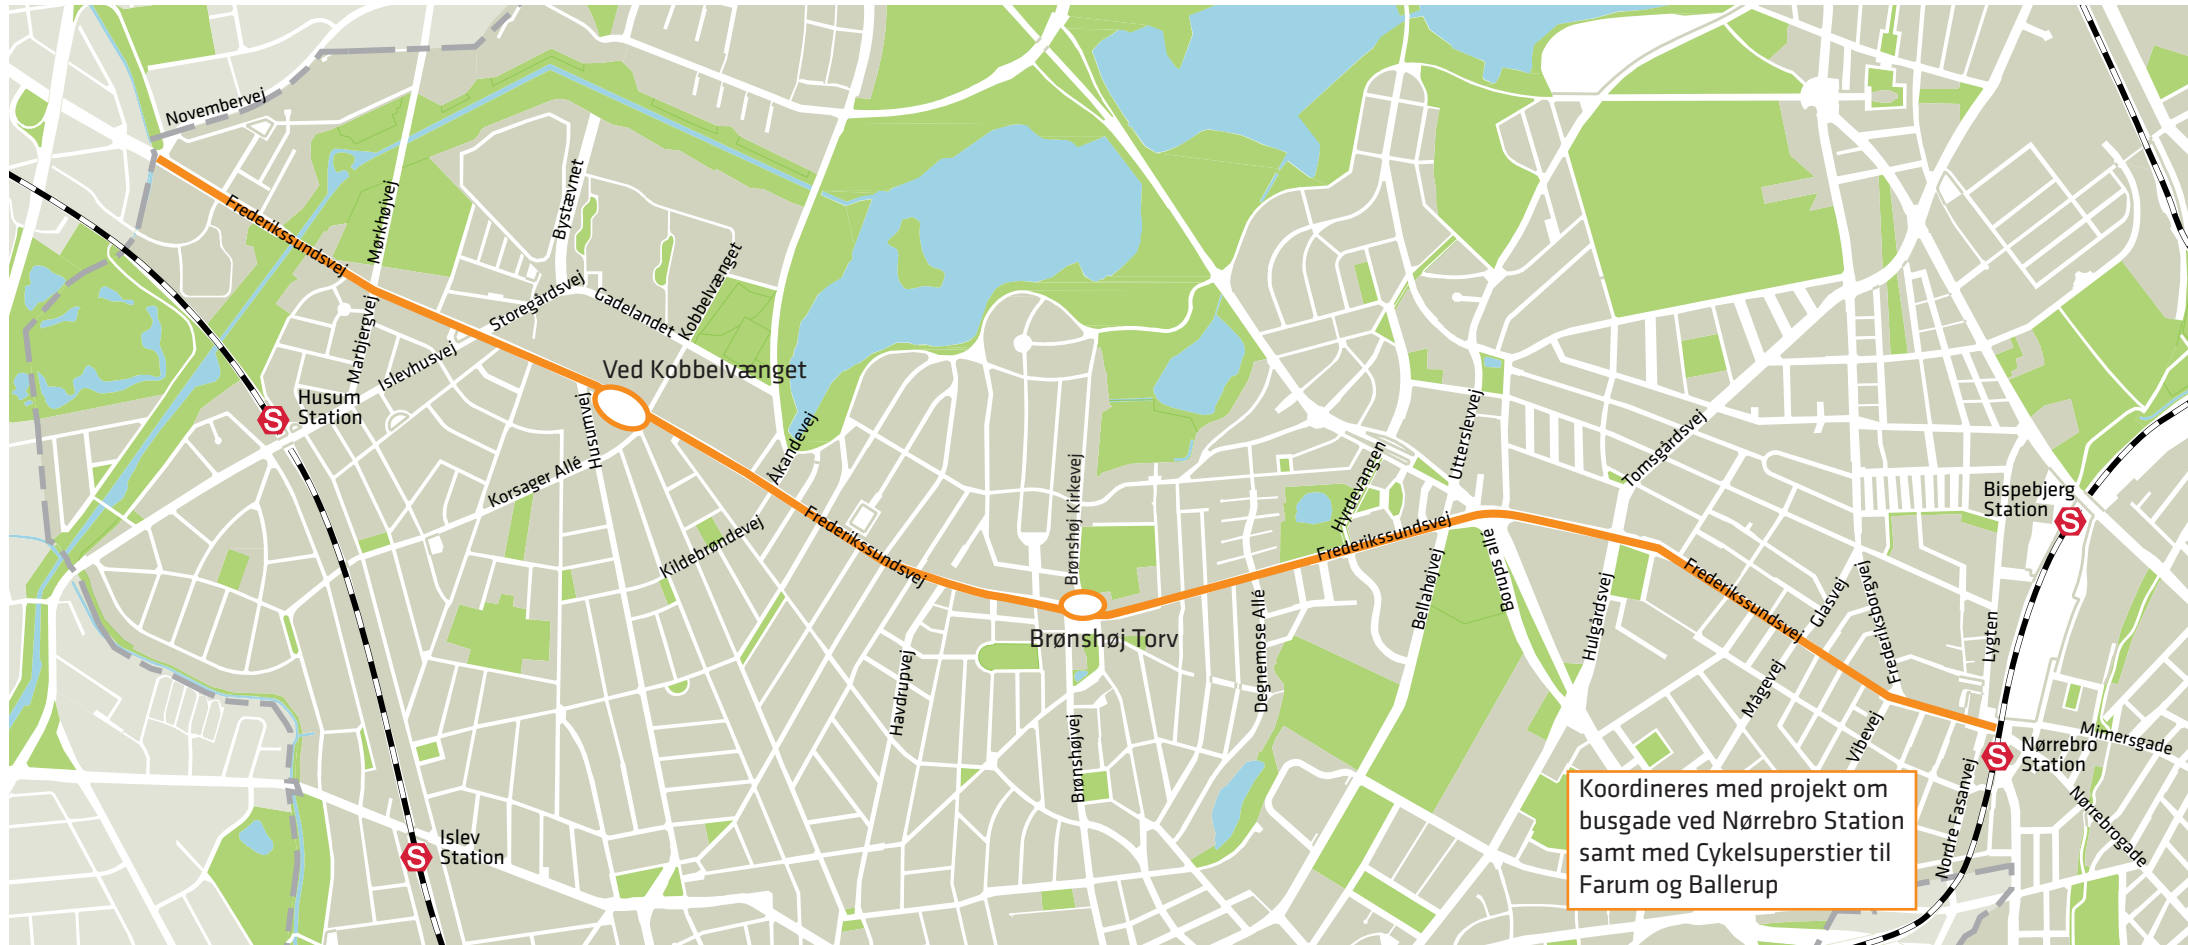 Novembervej
Frederikssundsvej
Mørkhøjvej
Bystævnet
Storegårdsvej
Gadelandet
Kobbelvænget
Marbjergvej
Islevhusvej
Husum
Station
S
Ved Kobbelvænget
Husumvej
Korsager Allé
Kildebrøndevej
Åkandevej
Frederikssundsvej
Brønshøj Kirkevej
Brønshøj Torv
Havdrupvej
Brønshøjvej
Degnemose Allé
Hyrdevangen
Frederikssundsvej
Utterslevvej
Bellahøjvej
Borups allé
Tomsgårdsvej
Hulgårdsvej
Frederikssundsvej
Glasvej
Frederiksborgvej
Mågevej
Vibevej
Lygten
Bispebjerg
Station
S
Nørrebro
Station
S
Mimersgade
Nørrebrogade
Nordre Fasanvej
Islev
Station
S
Koordineres med projekt om
busgade ved Nørrebro Station
samt med Cykelsuperstier til
Farum og Ballerup